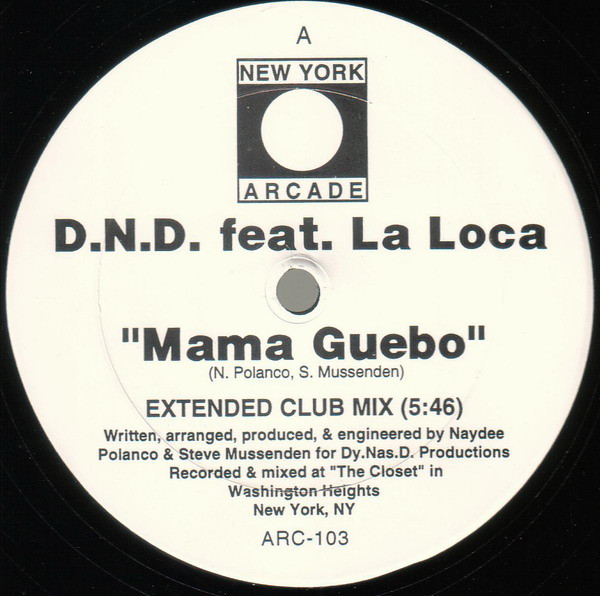 A
NEW YORK
ARCADE
D.N.D. feat. La Loca
"Mama Guebo"
(N. Polanco, S. Mussenden)
EXTENDED CLUB MIX (5:46)
Written, arranged, produced, & engineered by Naydee
Polanco & Steve Mussenden for Dy.Nas.D. Productions
Recorded & mixed at "The Closet" in
Washington Heights
New York, NY
ARC-103